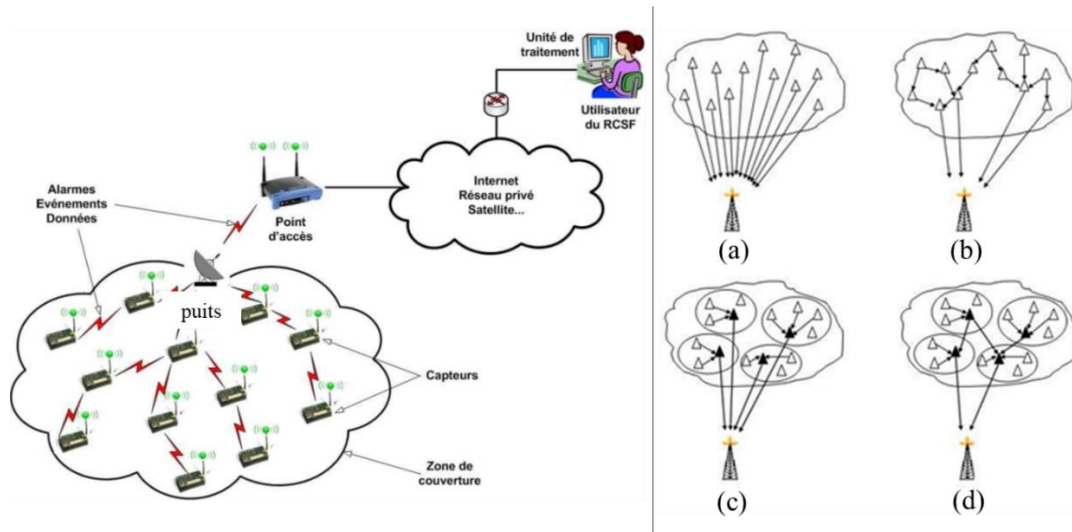 Unité de
traitement
Utilisateur
du RCSF
Internet
Réseau privé
Satellite...
Alarmes
Evénements
Données
Point
d'accès
puits
Capteurs
Zone de
couverture
(a)
(b)
(c)
(d)